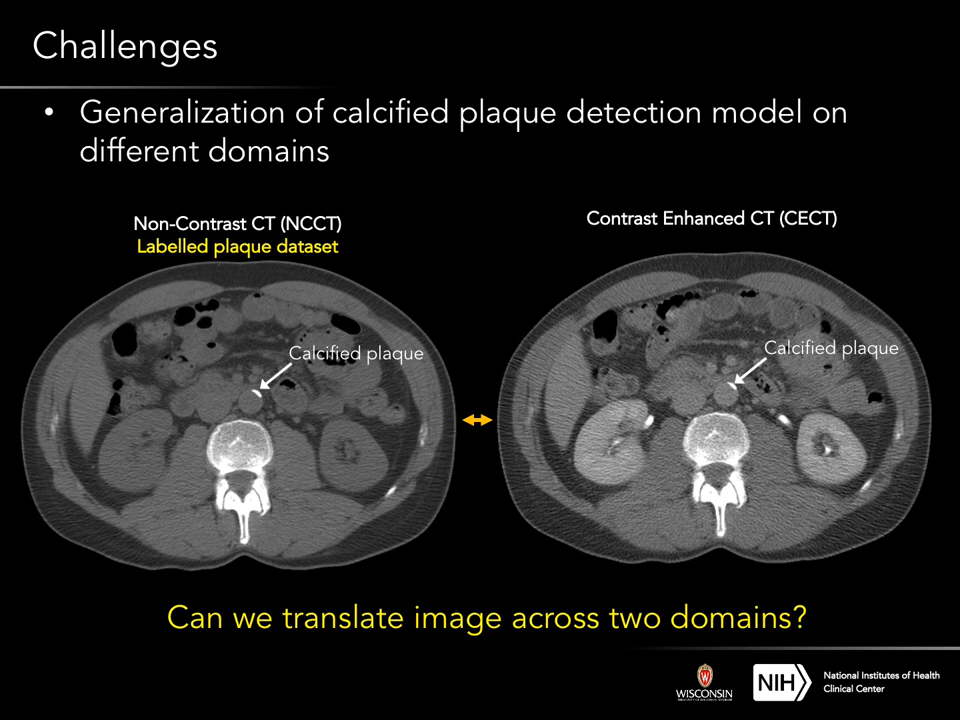 Challenges
• Generalization of calcified plaque detection model on
different domains
Non-Contrast CT (NCCT)
Labelled plaque dataset
Contrast Enhanced CT (CECT)
Calcified plaque
Calcified plaque
Can we translate image across two domains?
WISCONSIN
NIH
National Institutes of Health
Clinical Center